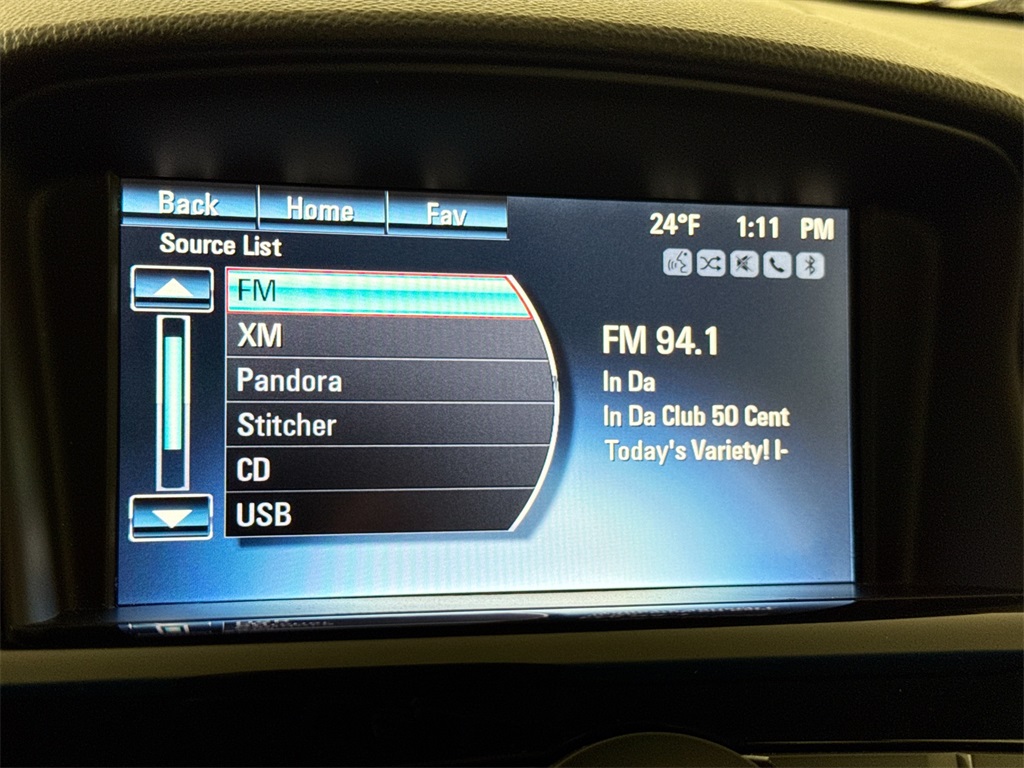 Back Home Fav
24°F 1:11 PM
Source List
FM
XM
Pandora
Stitcher
CD
USB
FM 94.1
In Da
In Da Club 50 Cent
Today's Variety! I-